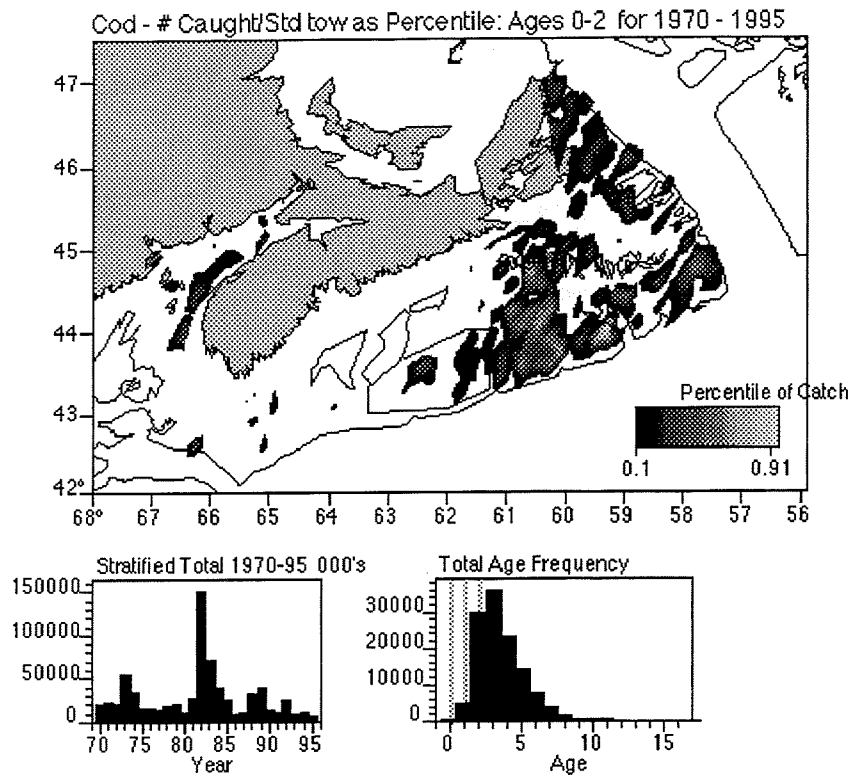 Cod - # Caught/Std tow as Percentile: Ages 0-2 for 1970 - 1995
47
46
45
44
43
42°
68° 67 66 65 64 63 62 61 60 59 58 57 56
Percentile of Catch
0.1 0.91
Stratified Total 1970-95 000's
150000
100000
50000
0
70 75 80 85 90 95
Year
Total Age Frequency
30000
20000
10000
0
0 5 10 15
Age